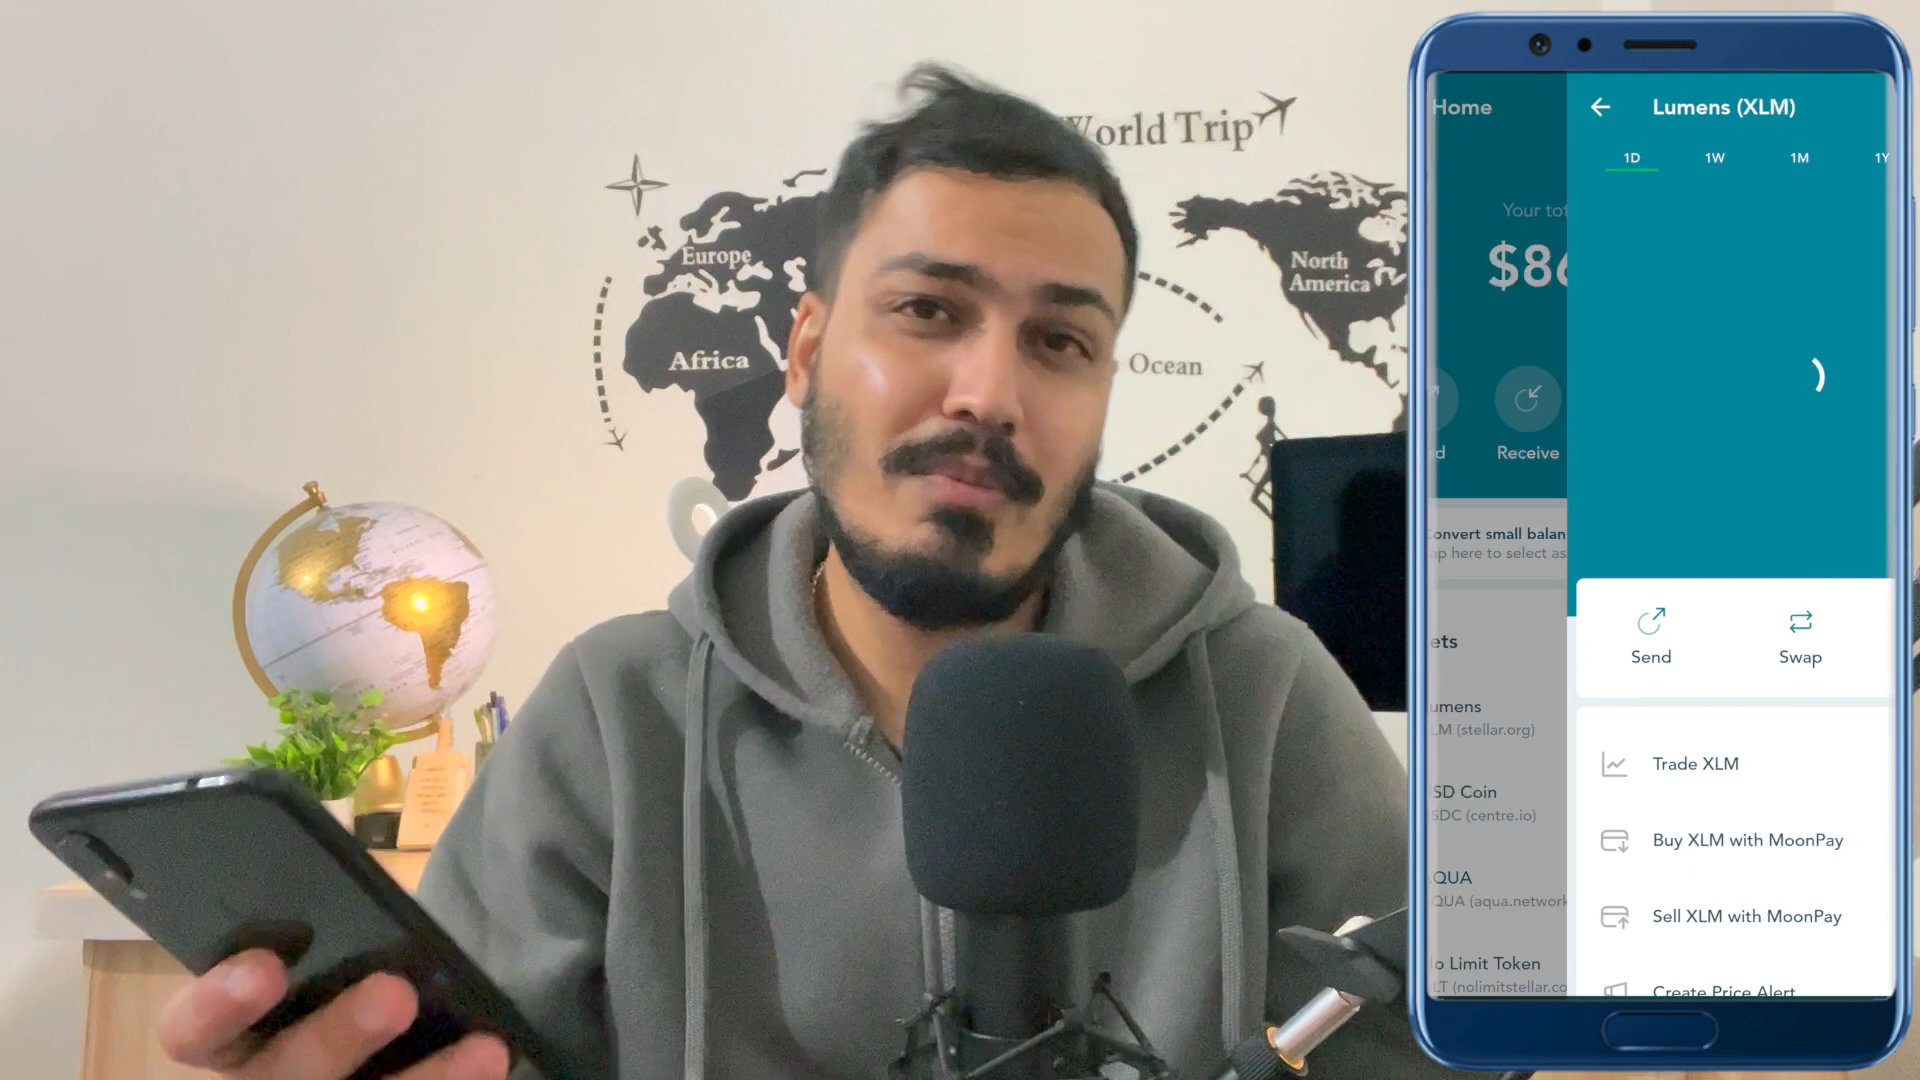 World Trip
Europe
Africa
North
America
Ocean
Home
Your tot
$86
Receive
onvert small balan
ap here to select as
ets
umens
LM (stellar.org)
SD Coin
SDC (centre.io)
QUA
QUA (aqua.network
o Limit Token
LT (nolimitstellar.co
Lumens (XLM)
1D 1W 1M 1Y
Send Swap
Trade XLM
Buy XLM with MoonPay
Sell XLM with MoonPay
Create Price Alert